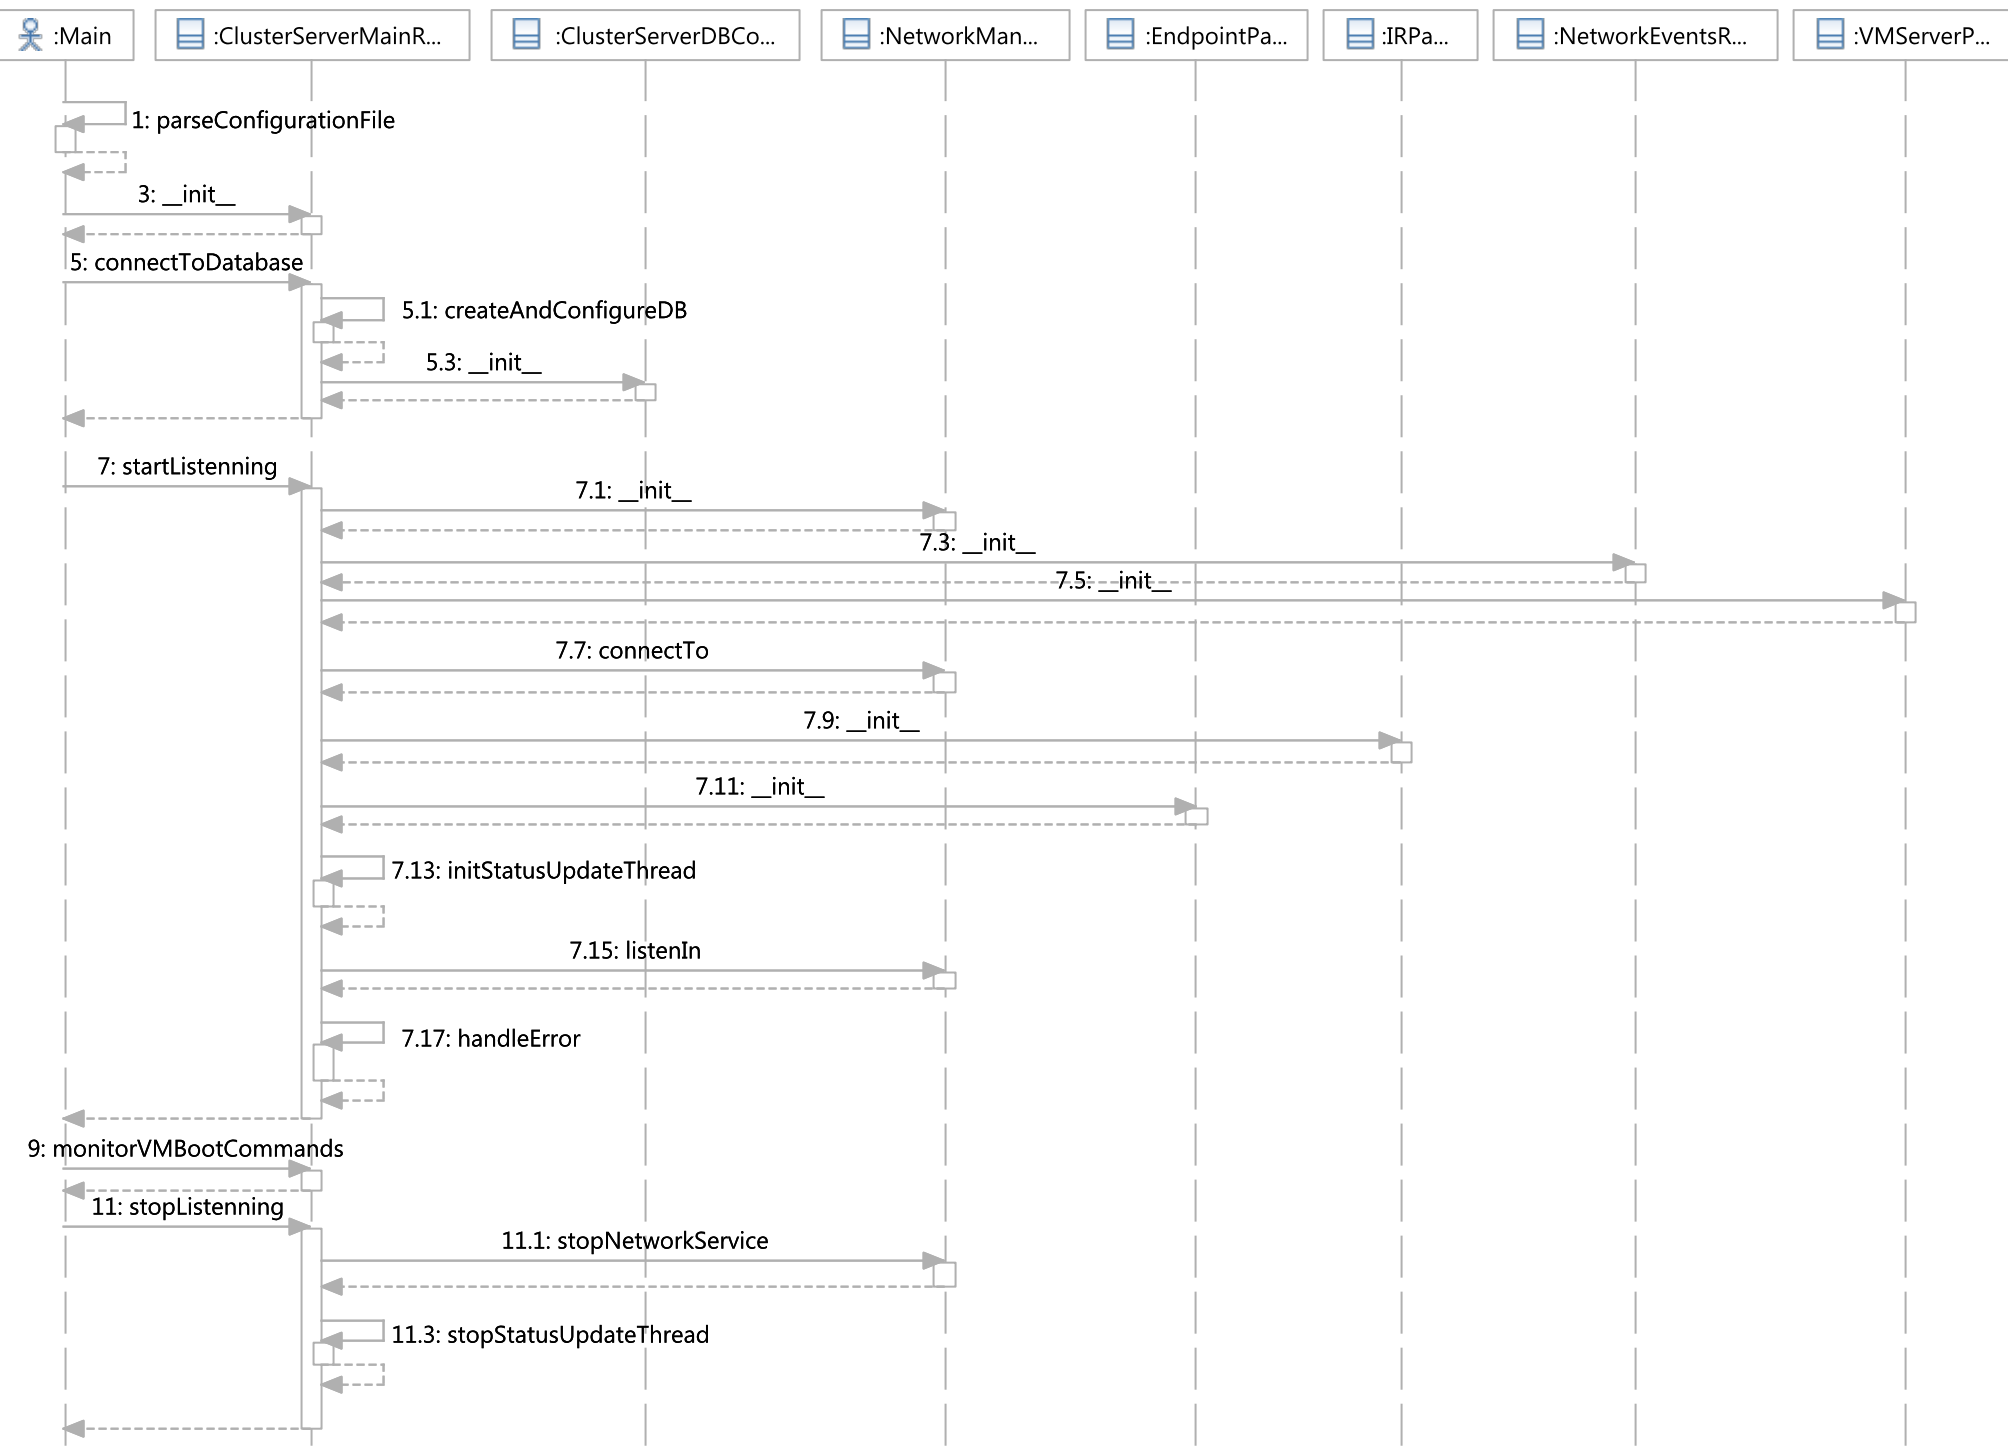 :Main
:ClusterServerMainR...
:ClusterServerDBCo...
:NetworkMan...
:EndpointPa...
:IRPa...
:NetworkEventsR...
:VMServerP...
1: parseConfigurationFile
3: __init__
5: connectToDatabase
5.1: createAndConfigureDB
5.3: __init__
7: startListenning
7.1: __init__
7.3: __init__
7.5: __init__
7.7: connectTo
7.9: __init__
7.11: __init__
7.13: initStatusUpdateThread
7.15: listenIn
7.17: handleError
9: monitorVMBootCommands
11: stopListenning
11.1: stopNetworkService
11.3: stopStatusUpdateThread